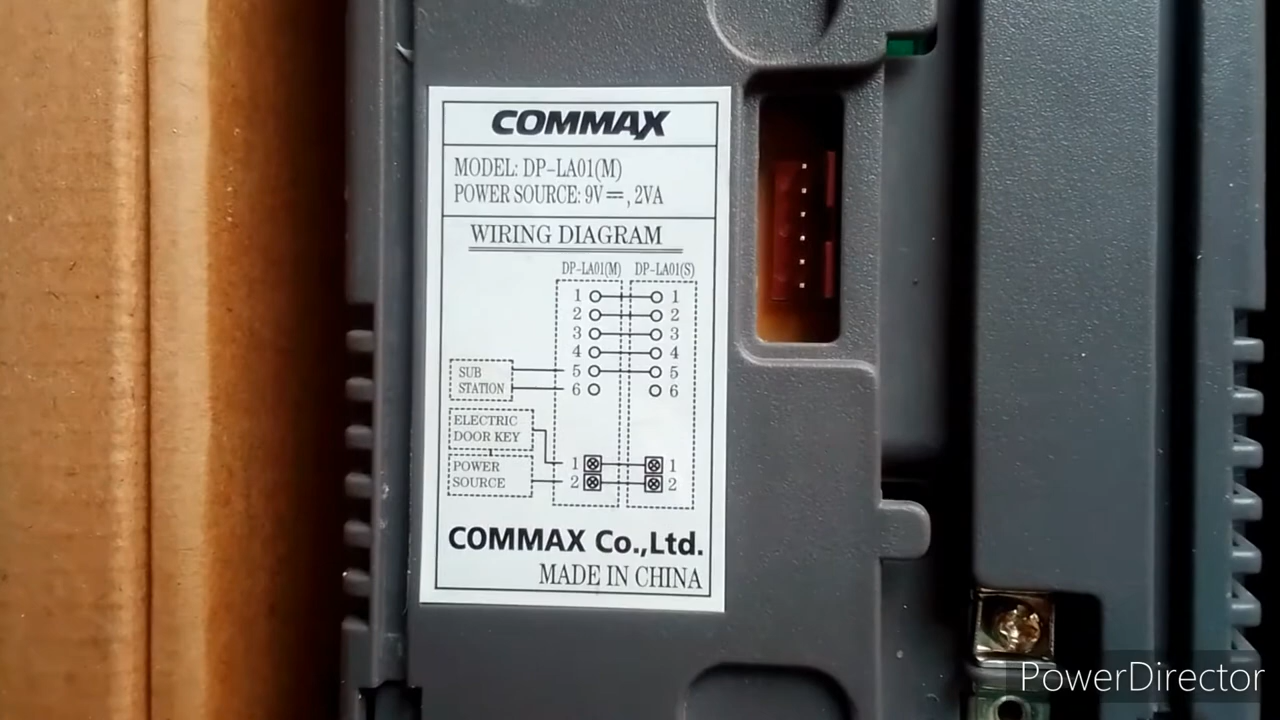 COMMAX
MODEL: DP-LA01(M)
POWER SOURCE: 9V⎓, 2VA
WIRING DIAGRAM
DP-LA01(M) DP-LA01(S)
1 1
2 2
3 3
4 4
SUB STATION 5 5
6 6
ELECTRIC
DOOR KEY
POWER
SOURCE
1 1
2 2
COMMAX Co.,Ltd.
MADE IN CHINA
PowerDirector